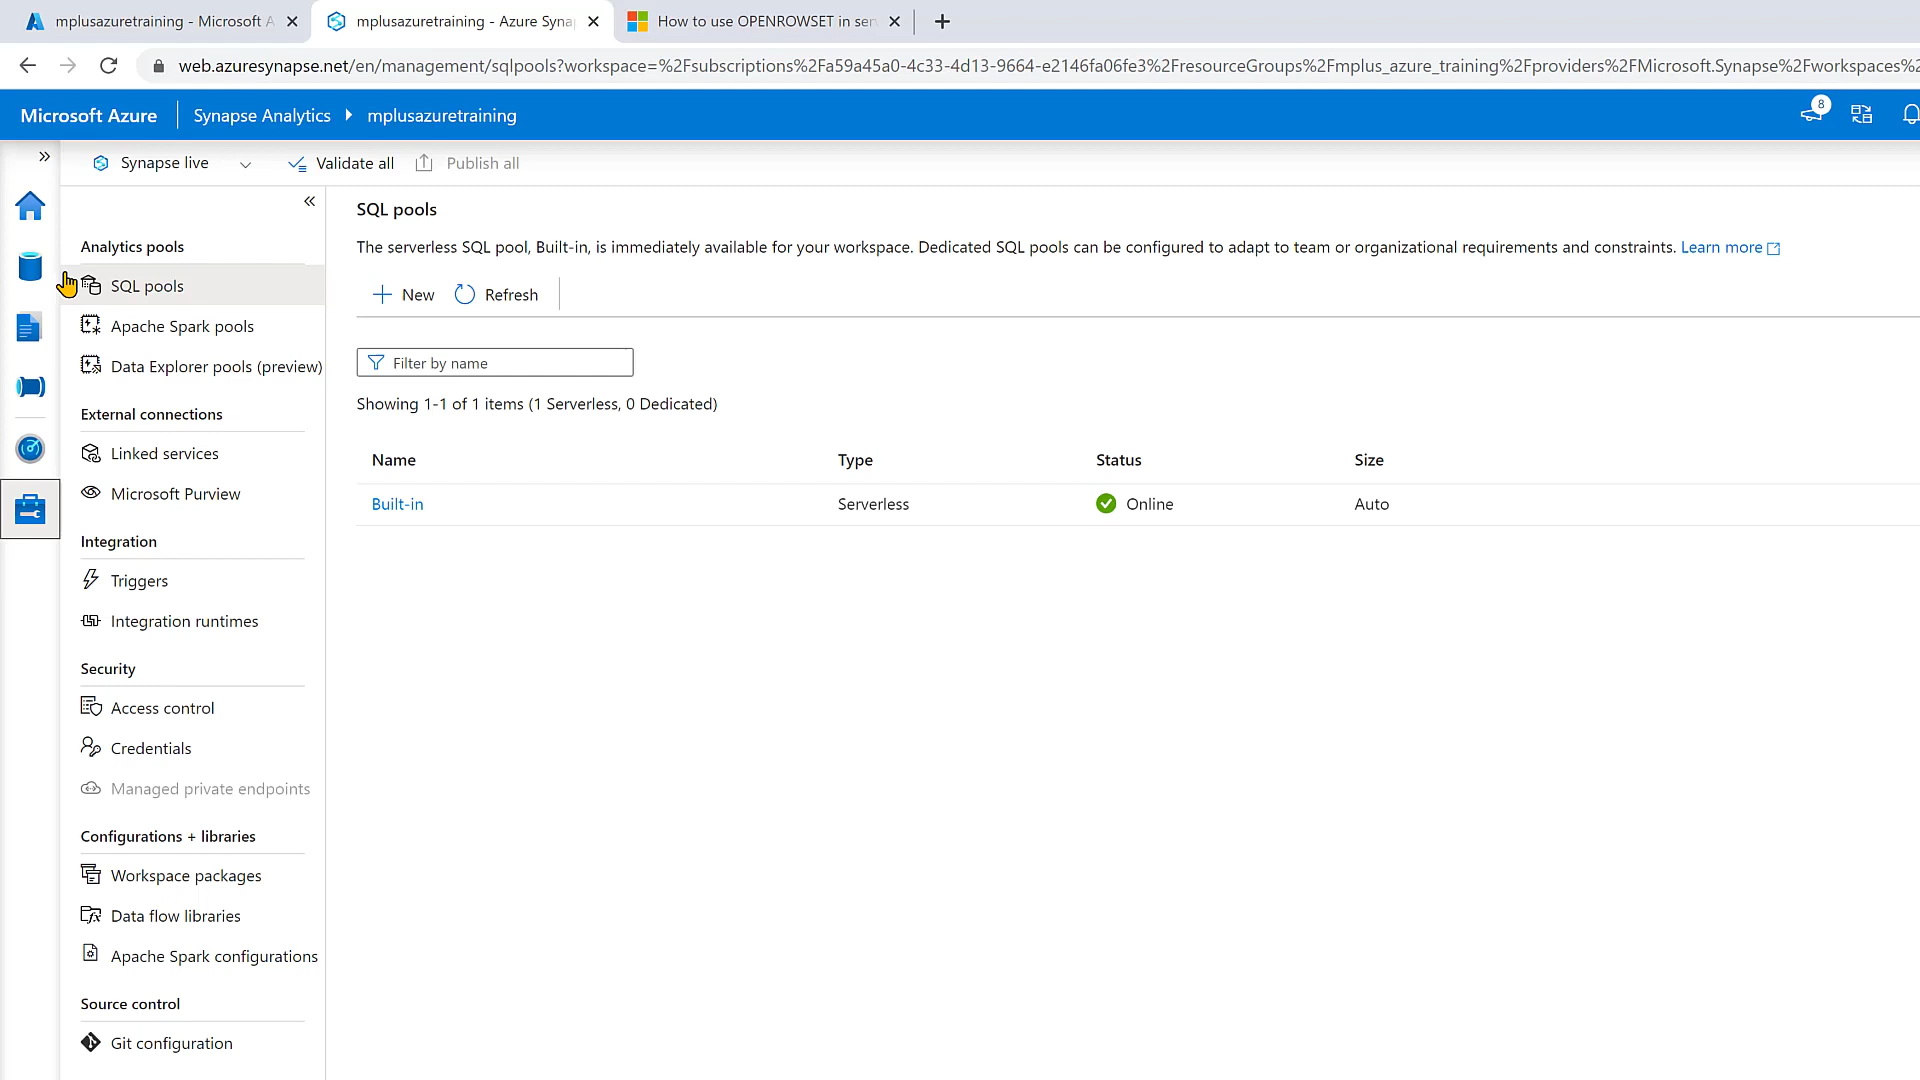 mplusazuretraining - Microsoft A
mplusazuretraining - Azure Syna
How to use OPENROWSET in ser
web.azuresynapse.net/en/management/sqlpools?workspace=%2Fsubscriptions%2Fa59a45a0-4c33-4d13-9664-e2146fa06fe3%2FresourceGroups%2Fmplus_azure_training%2Fproviders%2FMicrosoft.Synapse%2Fworkspaces%2
Microsoft Azure
Synapse Analytics
mplusazuretraining
8
Synapse live
Validate all
Publish all
Analytics pools
SQL pools
Apache Spark pools
Data Explorer pools (preview)
External connections
Linked services
Microsoft Purview
Integration
Triggers
Integration runtimes
Security
Access control
Credentials
Managed private endpoints
Configurations + libraries
Workspace packages
Data flow libraries
Apache Spark configurations
Source control
Git configuration
SQL pools
The serverless SQL pool, Built-in, is immediately available for your workspace. Dedicated SQL pools can be configured to adapt to team or organizational requirements and constraints. Learn more
New
Refresh
Filter by name
Showing 1-1 of 1 items (1 Serverless, 0 Dedicated)
Name Type Status Size
Built-in Serverless Online Auto